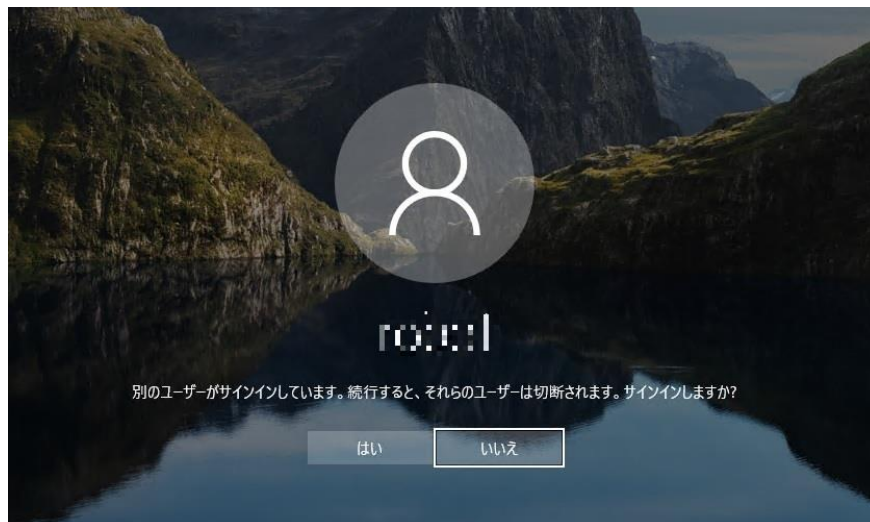 別のユーザーがサインインしています。続行すると、それらのユーザーは切断されます。サインインしますか?
はい
いいえ